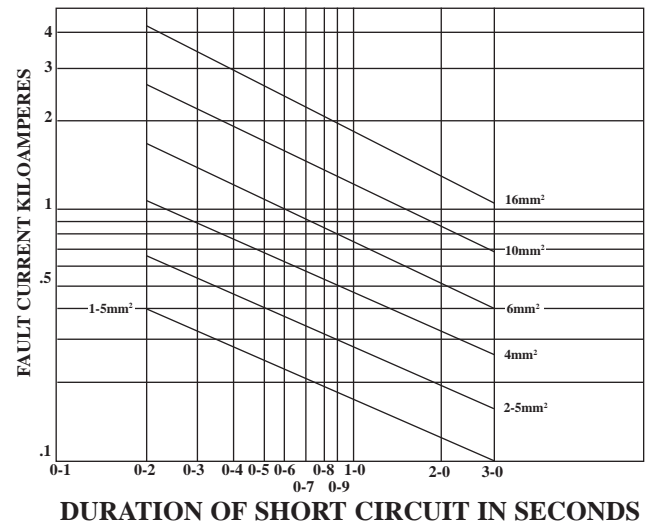 4
3
2
1
.5
.1
FAULT CURRENT KILOAMPERES
16mm²
10mm²
6mm²
4mm²
2-5mm²
1-5mm²
0-1 0-2 0-3 0-4 0-5 0-6 0-8 1-0 2-0 3-0
0-7 0-9
DURATION OF SHORT CIRCUIT IN SECONDS